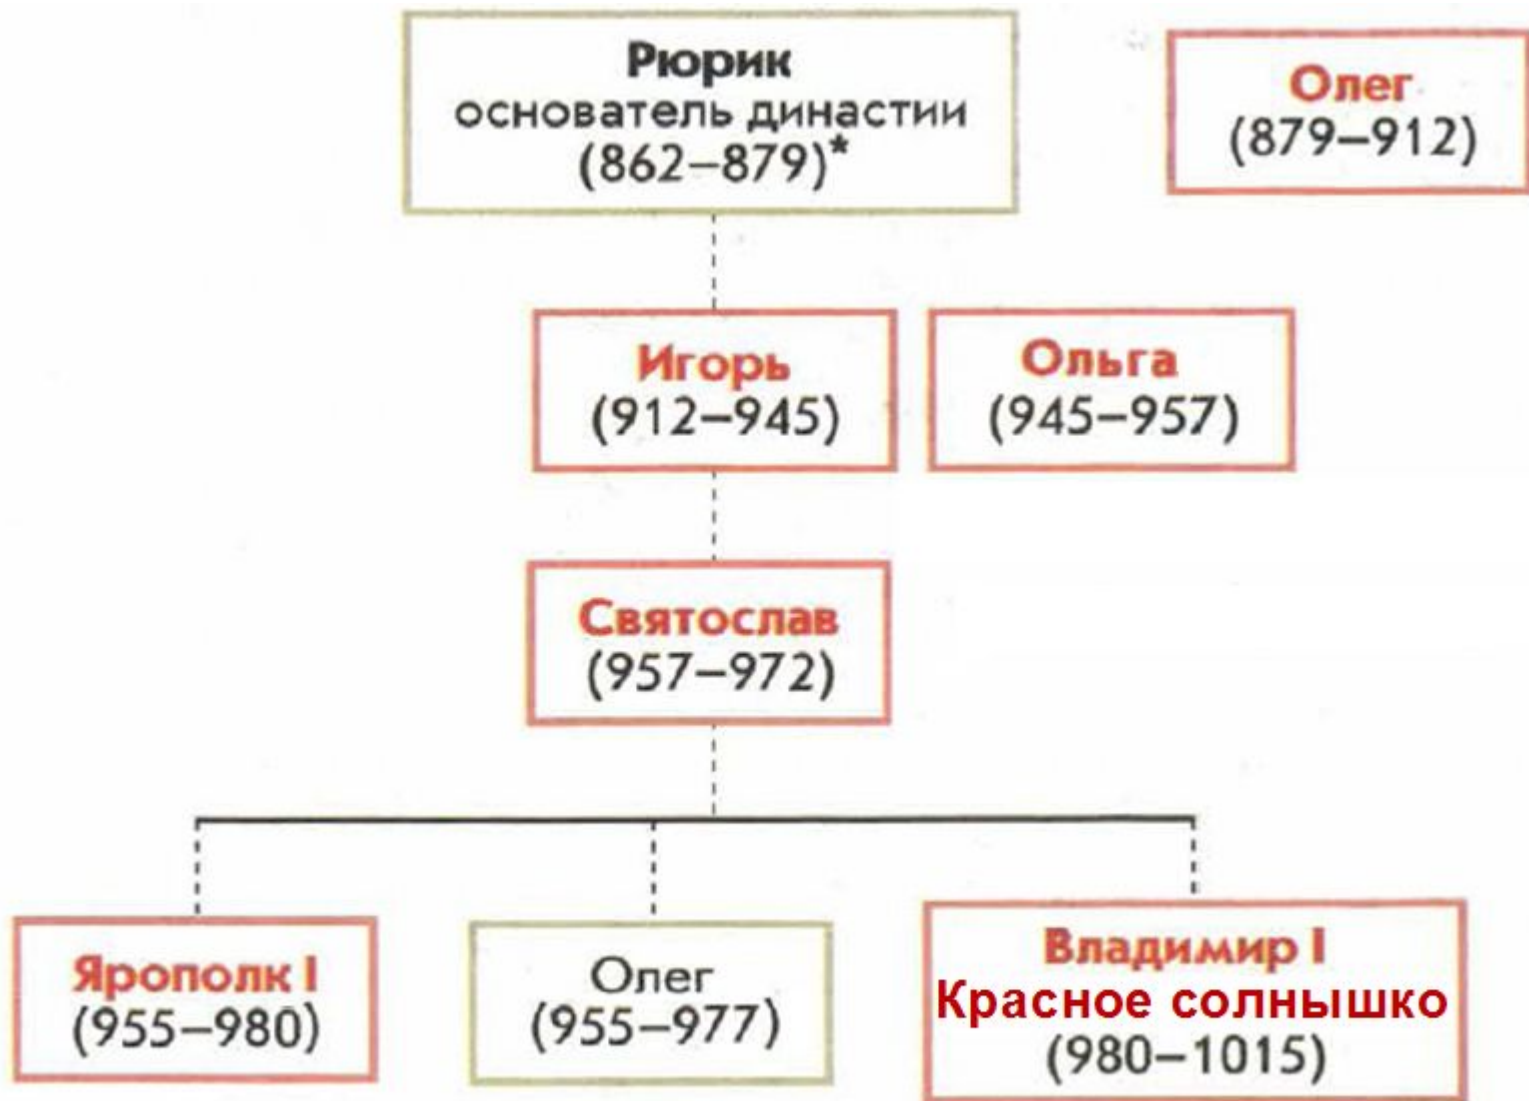 Рюрик
основатель династии
(862–879)*
Олег
(879–912)
Игорь
(912–945)
Ольга
(945–957)
Святослав
(957–972)
Ярополк I
(955–980)
Олег
(955–977)
Владимир I
Красное солнышко
(980–1015)